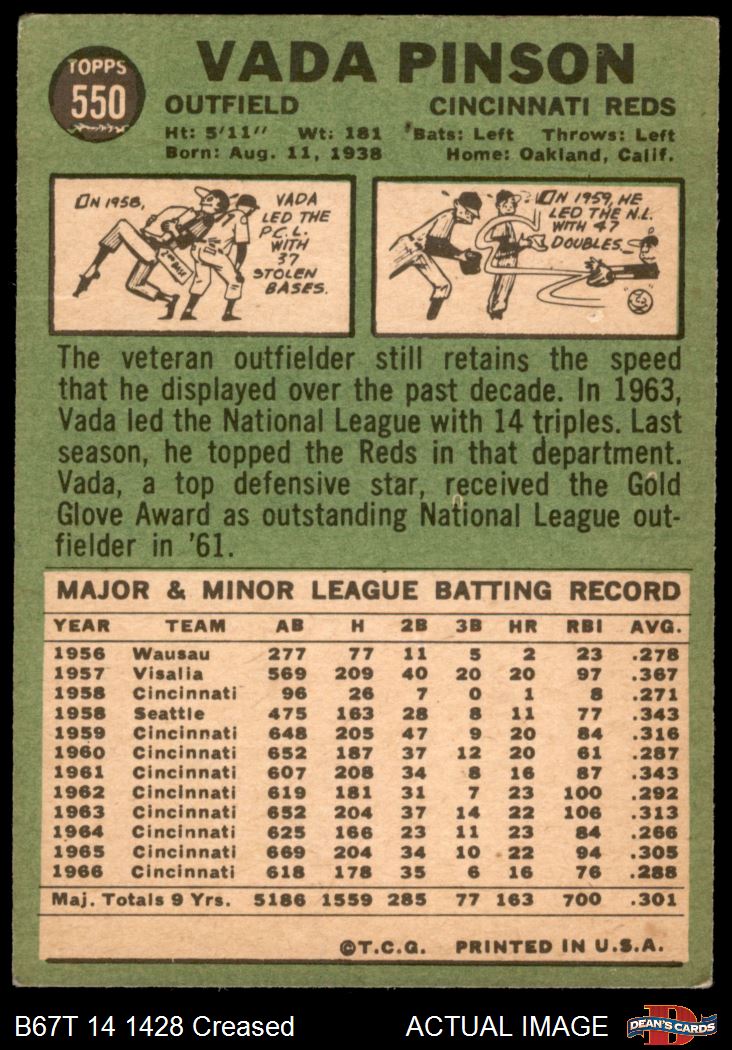 TOPPS
550
VADA PINSON
OUTFIELD CINCINNATI REDS
Ht: 5'11" Wt: 181 Bats: Left Throws: Left
Born: Aug. 11, 1938 Home: Oakland, Calif.
IN 1958, VADA
LED THE
P.C.L.
WITH
37
STOLEN
BASES.
2ND BASE
IN 1959, HE
LED THE N.L.
WITH 47
DOUBLES.
The veteran outfielder still retains the speed
that he displayed over the past decade. In 1963,
Vada led the National League with 14 triples. Last
season, he topped the Reds in that department.
Vada, a top defensive star, received the Gold
Glove Award as outstanding National League out-
fielder in '61.
MAJOR & MINOR LEAGUE BATTING RECORD
YEAR TEAM AB H 2B 3B HR RBI AVG.
1956 Wausau 277 77 11 5 2 23 .278
1957 Visalia 569 209 40 20 20 97 .367
1958 Cincinnati 96 26 7 0 1 8 .271
1958 Seattle 475 163 28 8 11 77 .343
1959 Cincinnati 648 205 47 9 20 84 .316
1960 Cincinnati 652 187 37 12 20 61 .287
1961 Cincinnati 607 208 34 8 16 87 .343
1962 Cincinnati 619 181 31 7 23 100 .292
1963 Cincinnati 652 204 37 14 22 106 .313
1964 Cincinnati 625 166 23 11 23 84 .266
1965 Cincinnati 669 204 34 10 22 94 .305
1966 Cincinnati 618 178 35 6 16 76 .288
Maj. Totals 9 Yrs. 5186 1559 285 77 163 700 .301
©T.C.G. PRINTED IN U.S.A.
B67T 14 1428 Creased ACTUAL IMAGE
D
DEAN'S CARDS